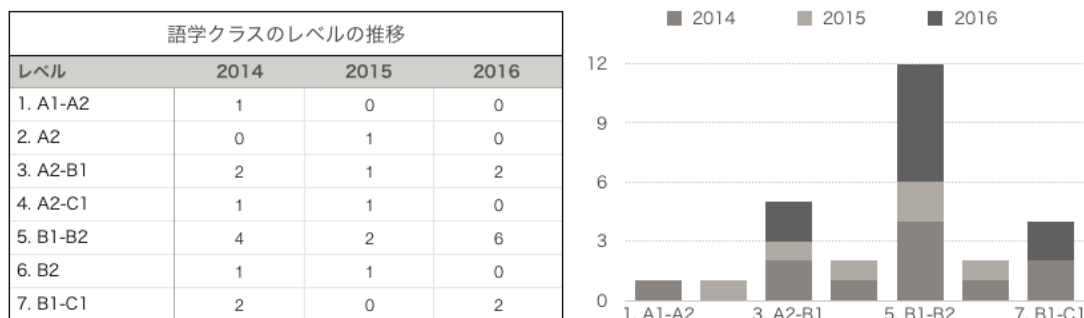 語学クラスのレベルの推移
レベル 2014 2015 2016
1. A1-A2 1 0 0
2. A2 0 1 0
3. A2-B1 2 1 2
4. A2-C1 1 1 0
5. B1-B2 4 2 6
6. B2 1 1 0
7. B1-C1 2 0 2
2014 2015 2016
12
9
6
3
0
1. A1-A2 3. A2-B1 5. B1-B2 7. B1-C1